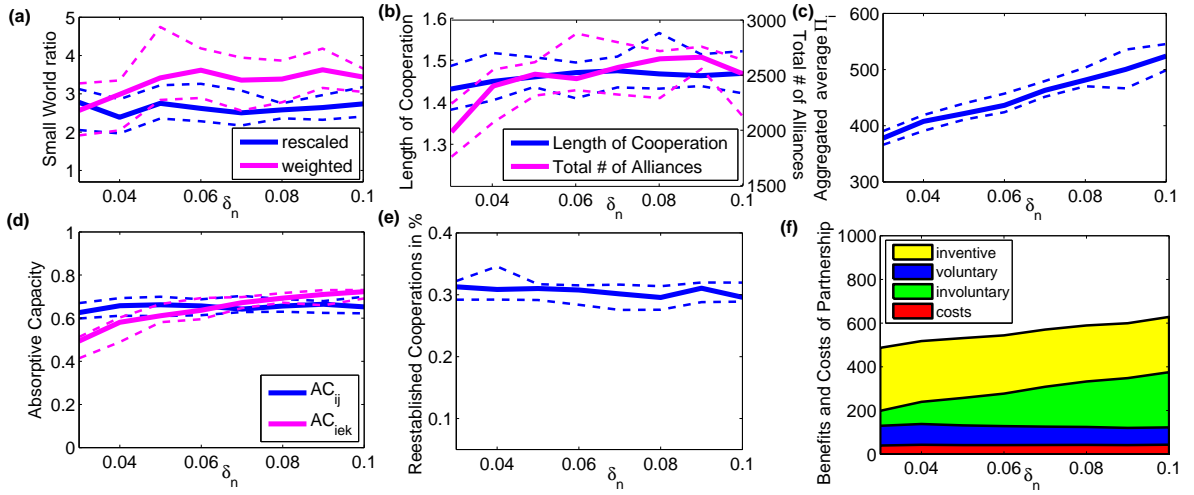 (a)
Small World ratio
5
4
3
2
1
0.04
0.06
0.08
0.1
δn
rescaled
weighted
(b)
Length of Cooperation
1.6
1.5
1.4
1.3
3000
2500
2000
1500
Total # of Alliances
0.04
0.06
0.08
0.1
δn
Length of Cooperation
Total # of Alliances
(c)
Aggregated average Πi
600
500
400
300
0.04
0.06
0.08
0.1
δn
(d)
Absorptive Capacity
1
0.8
0.6
0.4
0.2
0
0.04
0.06
0.08
0.1
δn
ACij
ACiek
(e)
Reestablished Cooperations in %
0.4
0.3
0.2
0.1
0.04
0.06
0.08
0.1
δn
(f)
Benefits and Costs of Partnership
1000
800
600
400
200
0
0.04
0.06
0.08
0.1
δn
inventive
voluntary
involuntary
costs